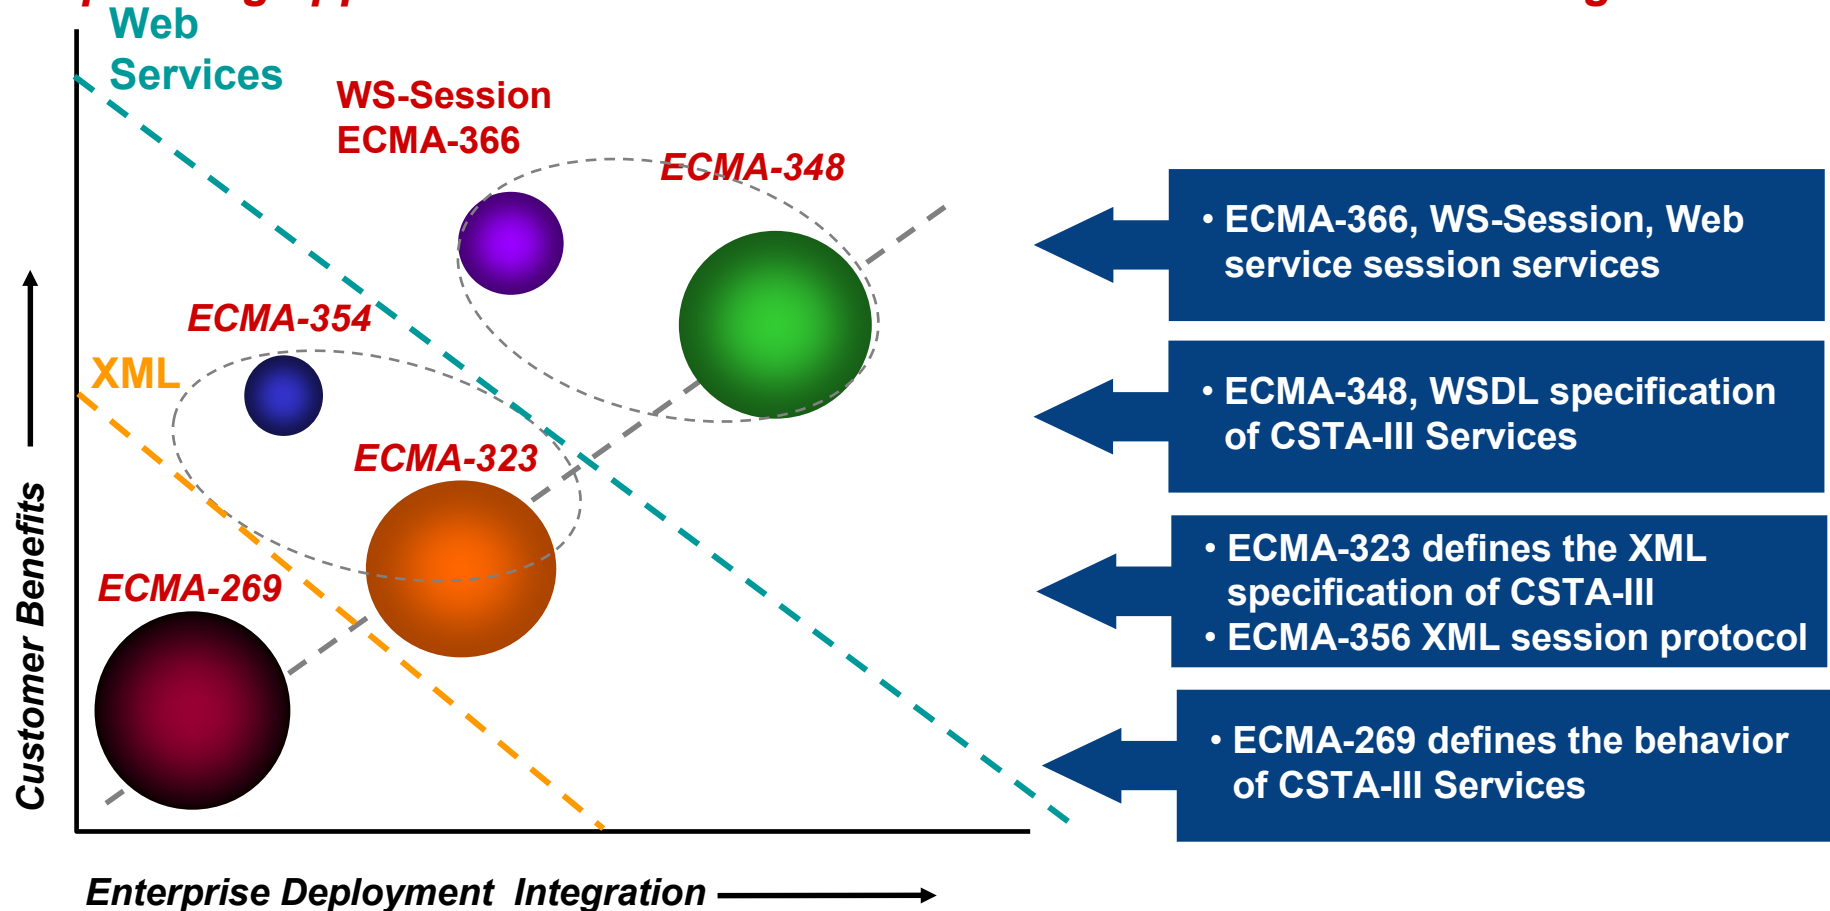 Web
Services
WS-Session
ECMA-366
ECMA-348
ECMA-354
XML
ECMA-323
ECMA-269
Customer Benefits
Enterprise Deployment Integration
• ECMA-366, WS-Session, Web
service session services
• ECMA-348, WSDL specification
of CSTA-III Services
• ECMA-323 defines the XML
specification of CSTA-III
• ECMA-356 XML session protocol
• ECMA-269 defines the behavior
of CSTA-III Services